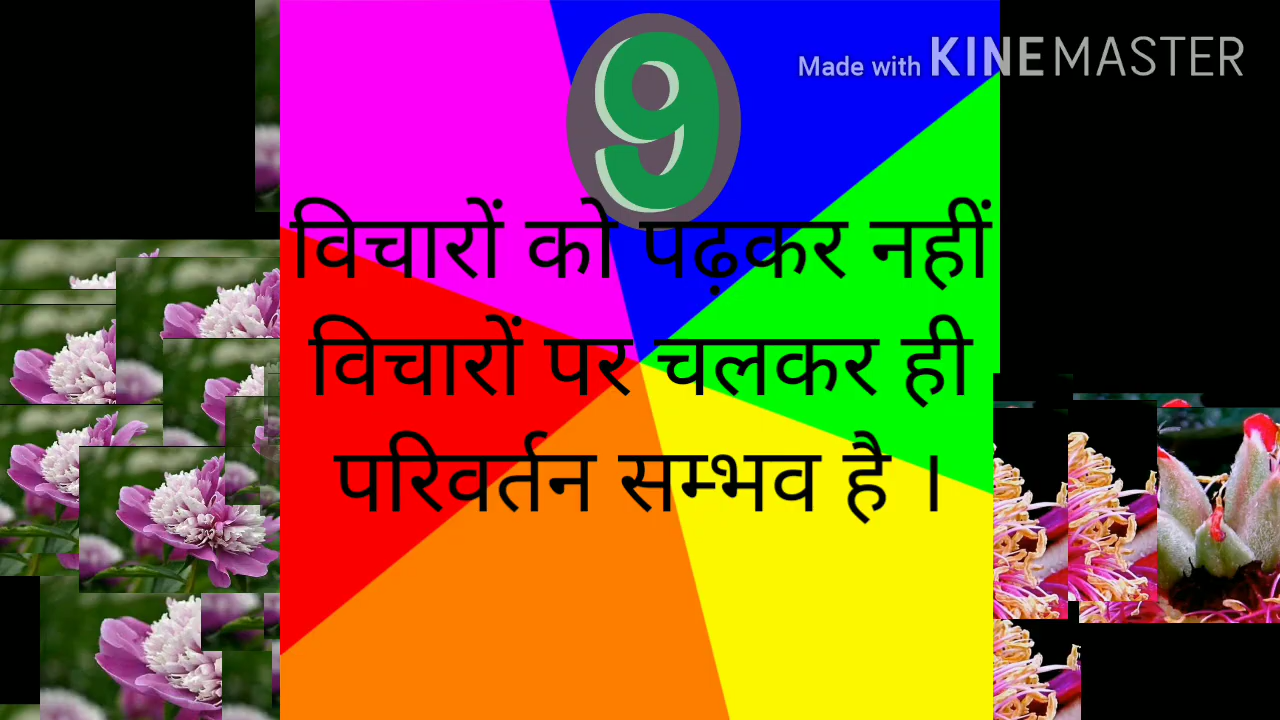 9
Made with KINEMASTER
विचारों को पढ़कर नहीं
विचारों पर चलकर ही
परिवर्तन सम्भव है ।